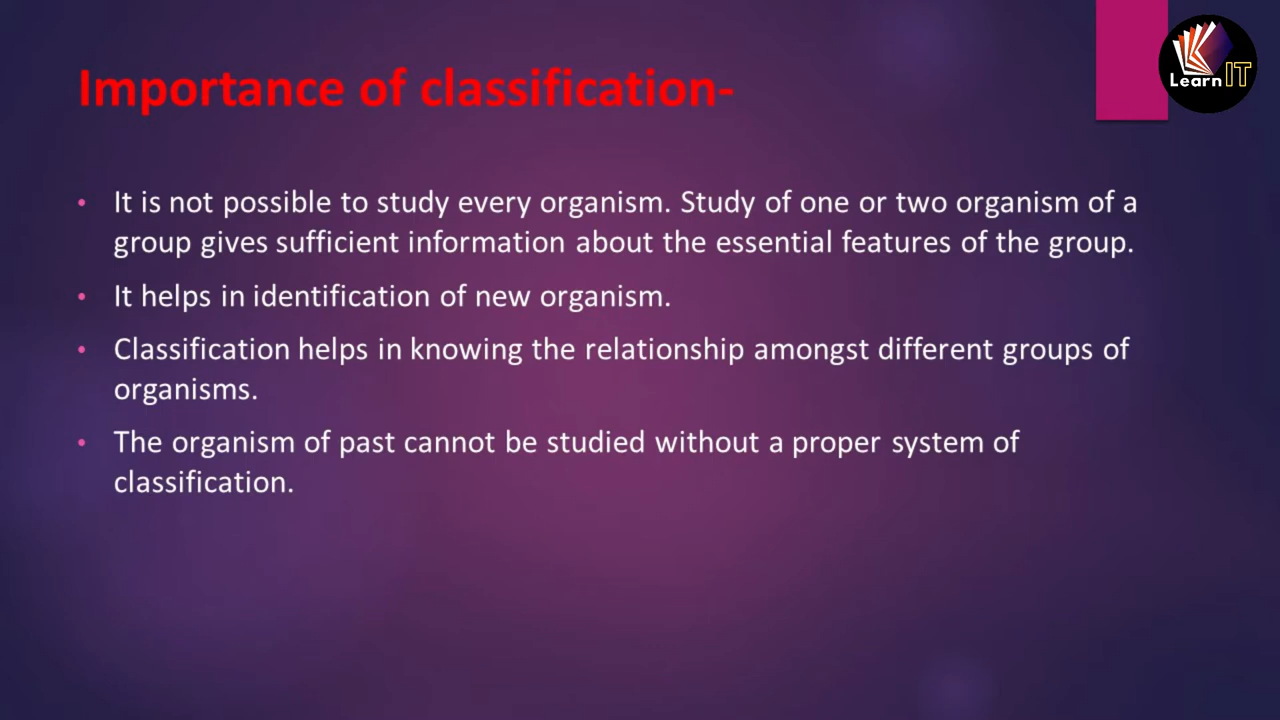 Importance of classification-
Learn IT
• It is not possible to study every organism. Study of one or two organism of a
group gives sufficient information about the essential features of the group.
• It helps in identification of new organism.
• Classification helps in knowing the relationship amongst different groups of
organisms.
• The organism of past cannot be studied without a proper system of
classification.